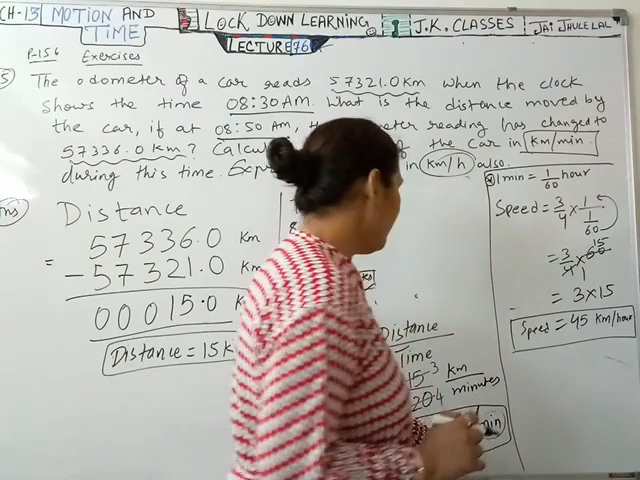 CH-13 MOTION AND TIME
LOCK DOWN LEARNING
J.K. CLASSES
JAI JHULELAL
LECTURE 76
P-156 Exercises
5 The odometer of a car reads 57321.0 Km when the clock
shows the time 08:30 AM. What is the distance moved by
the car, if at 08:50 AM, reading has changed to
57336.0 Km? of the car in km/min.
during this time. in km/h also.
Ans
Distance
57336.0 Km
= -57321.0 Km
00015.0
Distance = 15
Distance
Time
15 3 km
20 4 minutes
min
1 min = 1/60 hour
Speed = 3/4 × 1/1/60
= 3/4 × 60 15
1
= 3×15
Speed = 45 Km/hour